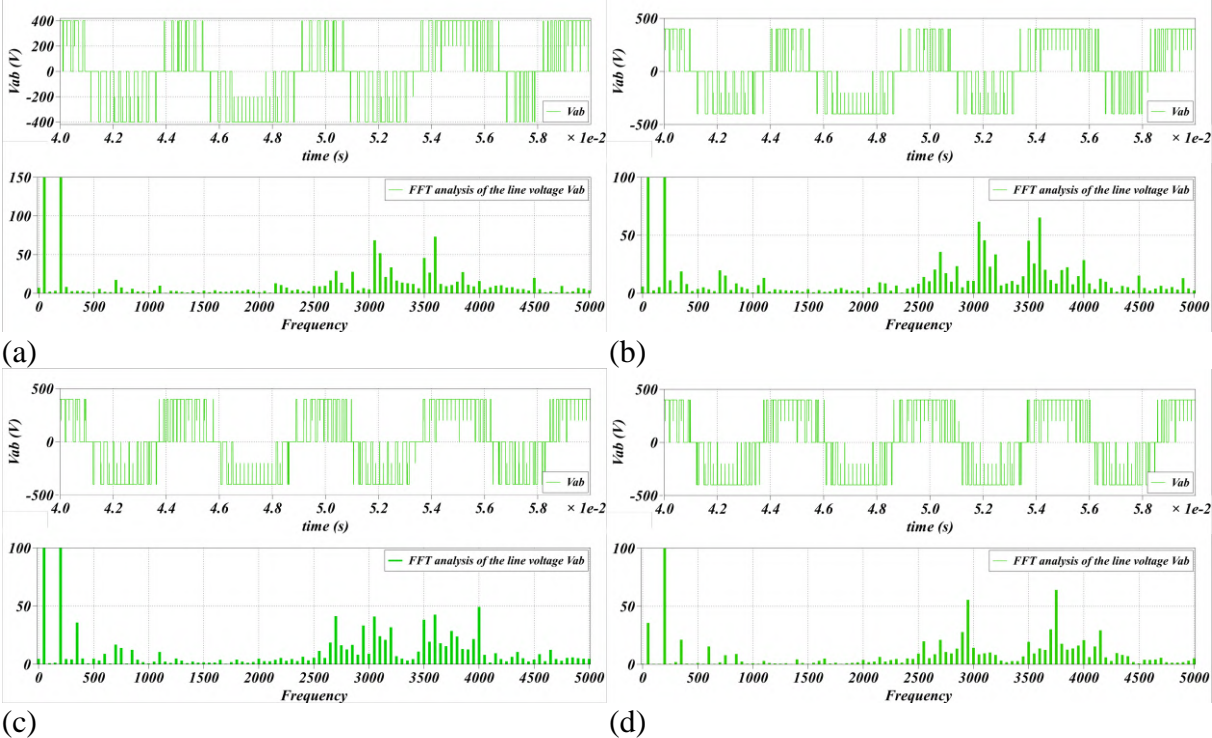 400
200
0
-200
-400
Vab (V)
Vab
4.0 4.2 4.4 4.6 4.8 5.0 5.2 5.4 5.6 5.8 × 1e-2
time (s)
150
100
50
0
FFT analysis of the line voltage Vab
0 500 1000 1500 2000 2500 3000 3500 4000 4500 5000
Frequency
(a)
500
0
-500
Vab (V)
Vab
4.0 4.2 4.4 4.6 4.8 5.0 5.2 5.4 5.6 5.8 × 1e-2
time (s)
100
50
0
FFT analysis of the line voltage Vab
0 500 1000 1500 2000 2500 3000 3500 4000 4500 5000
Frequency
(b)
500
0
-500
Vab (V)
Vab
4.0 4.2 4.4 4.6 4.8 5.0 5.2 5.4 5.6 5.8 × 1e-2
time (s)
100
50
0
FFT analysis of the line voltage Vab
0 500 1000 1500 2000 2500 3000 3500 4000 4500 5000
Frequency
(c)
500
0
-500
Vab (V)
Vab
4.0 4.2 4.4 4.6 4.8 5.0 5.2 5.4 5.6 5.8 × 1e-2
time (s)
100
50
0
FFT analysis of the line voltage Vab
0 500 1000 1500 2000 2500 3000 3500 4000 4500 5000
Frequency
(d)